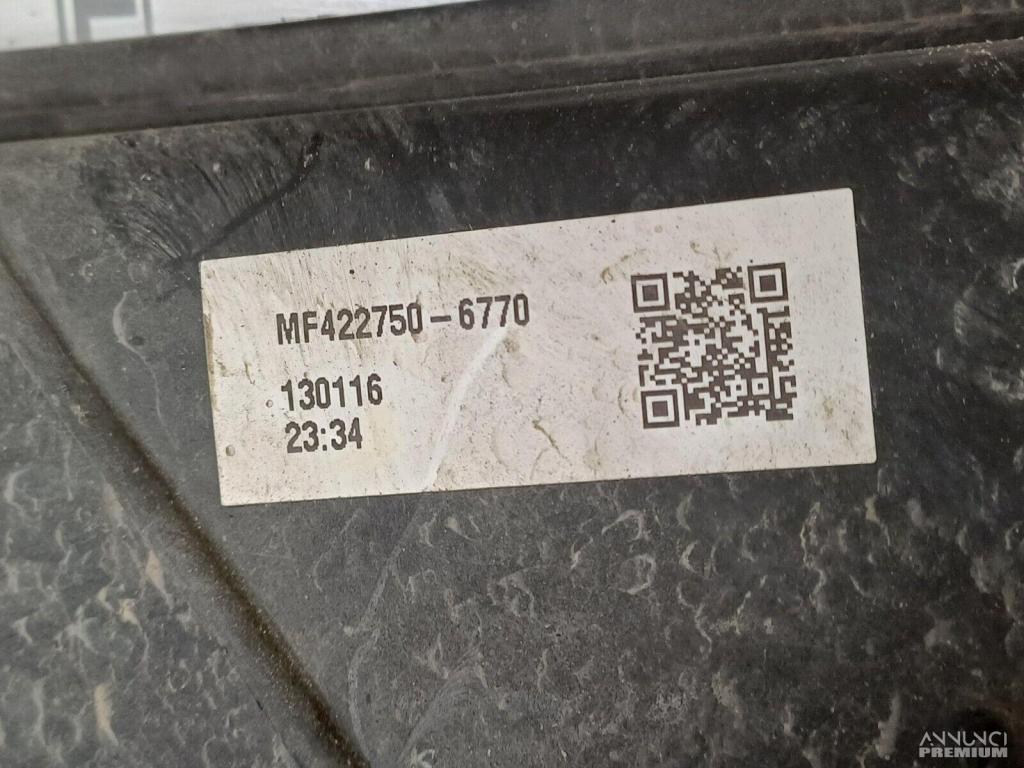 MF422750-6770
130116
23:34
ANNUNCI
PREMIUM